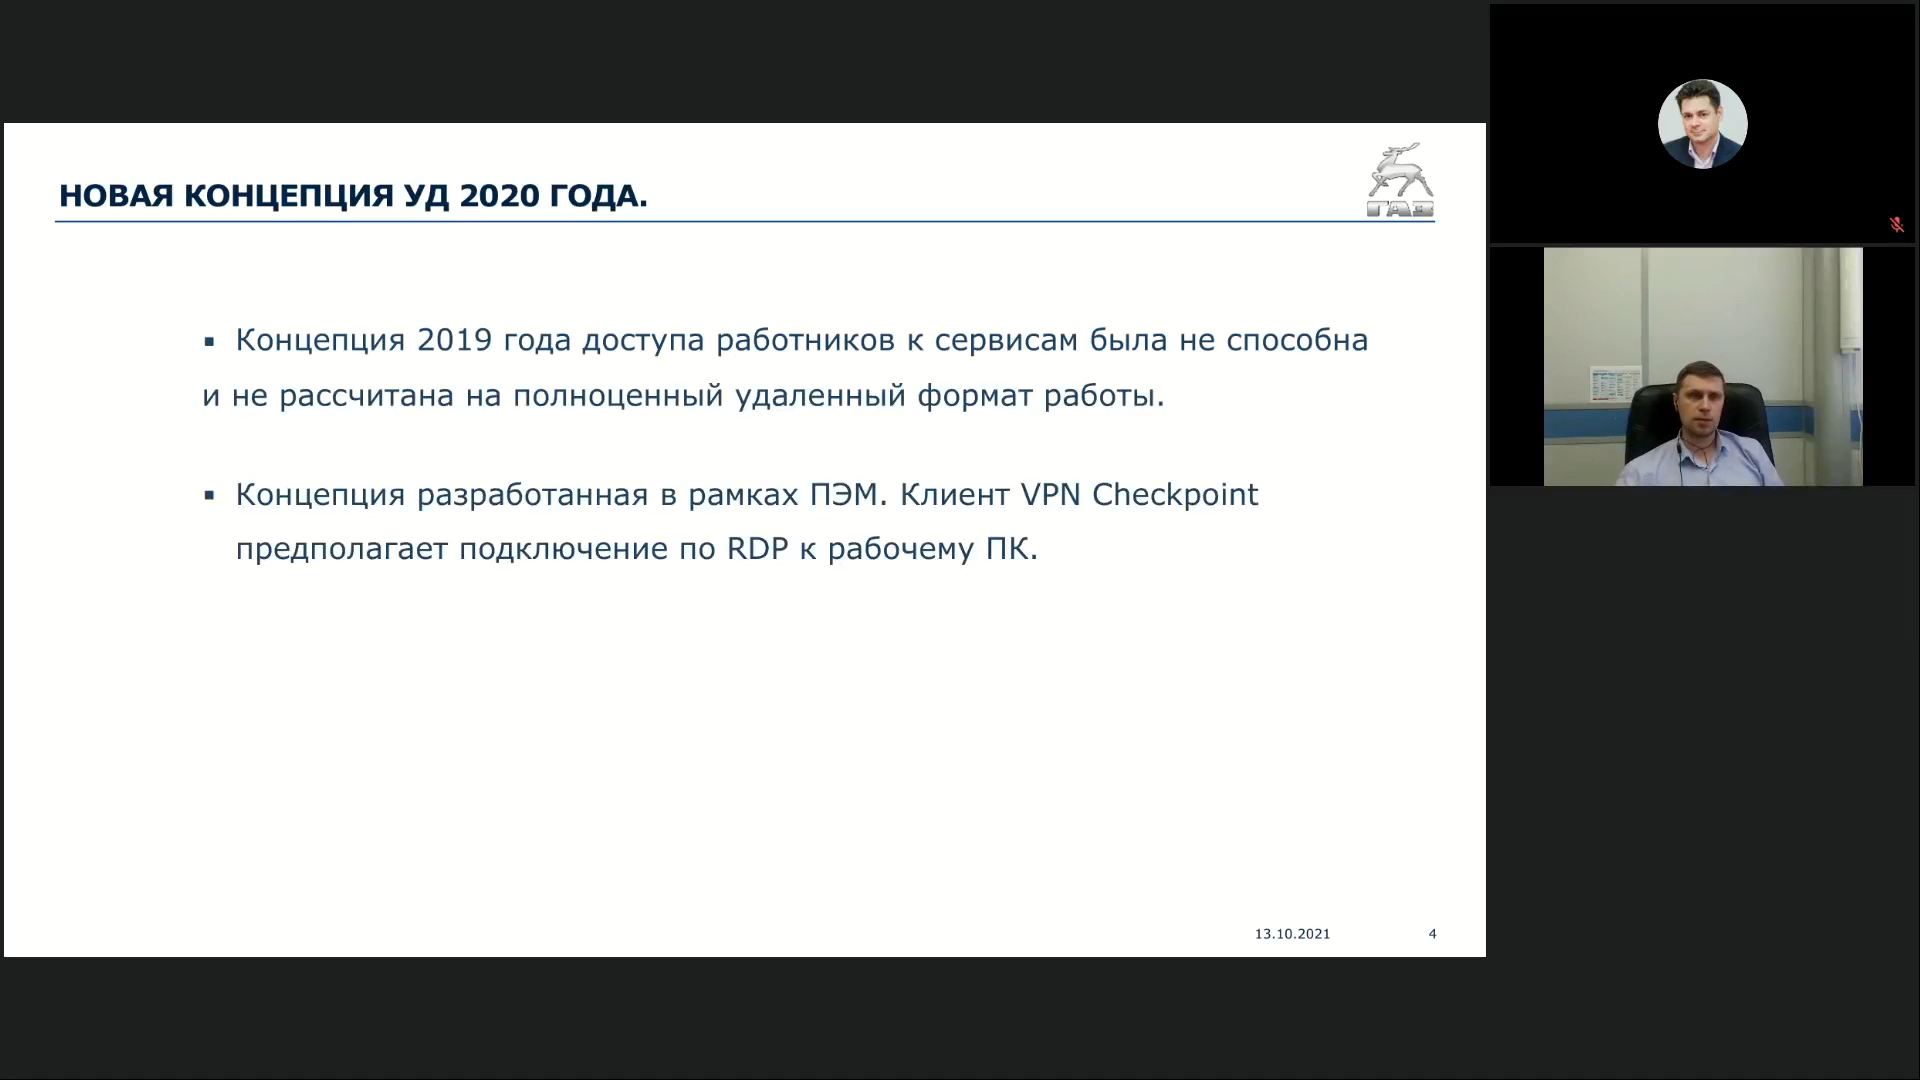 НОВАЯ КОНЦЕПЦИЯ УД 2020 ГОДА.
ГАЗ
▪ Концепция 2019 года доступа работников к сервисам была не способна
и не рассчитана на полноценный удаленный формат работы.
▪ Концепция разработанная в рамках ПЭМ. Клиент VPN Checkpoint
предполагает подключение по RDP к рабочему ПК.
13.10.2021
4